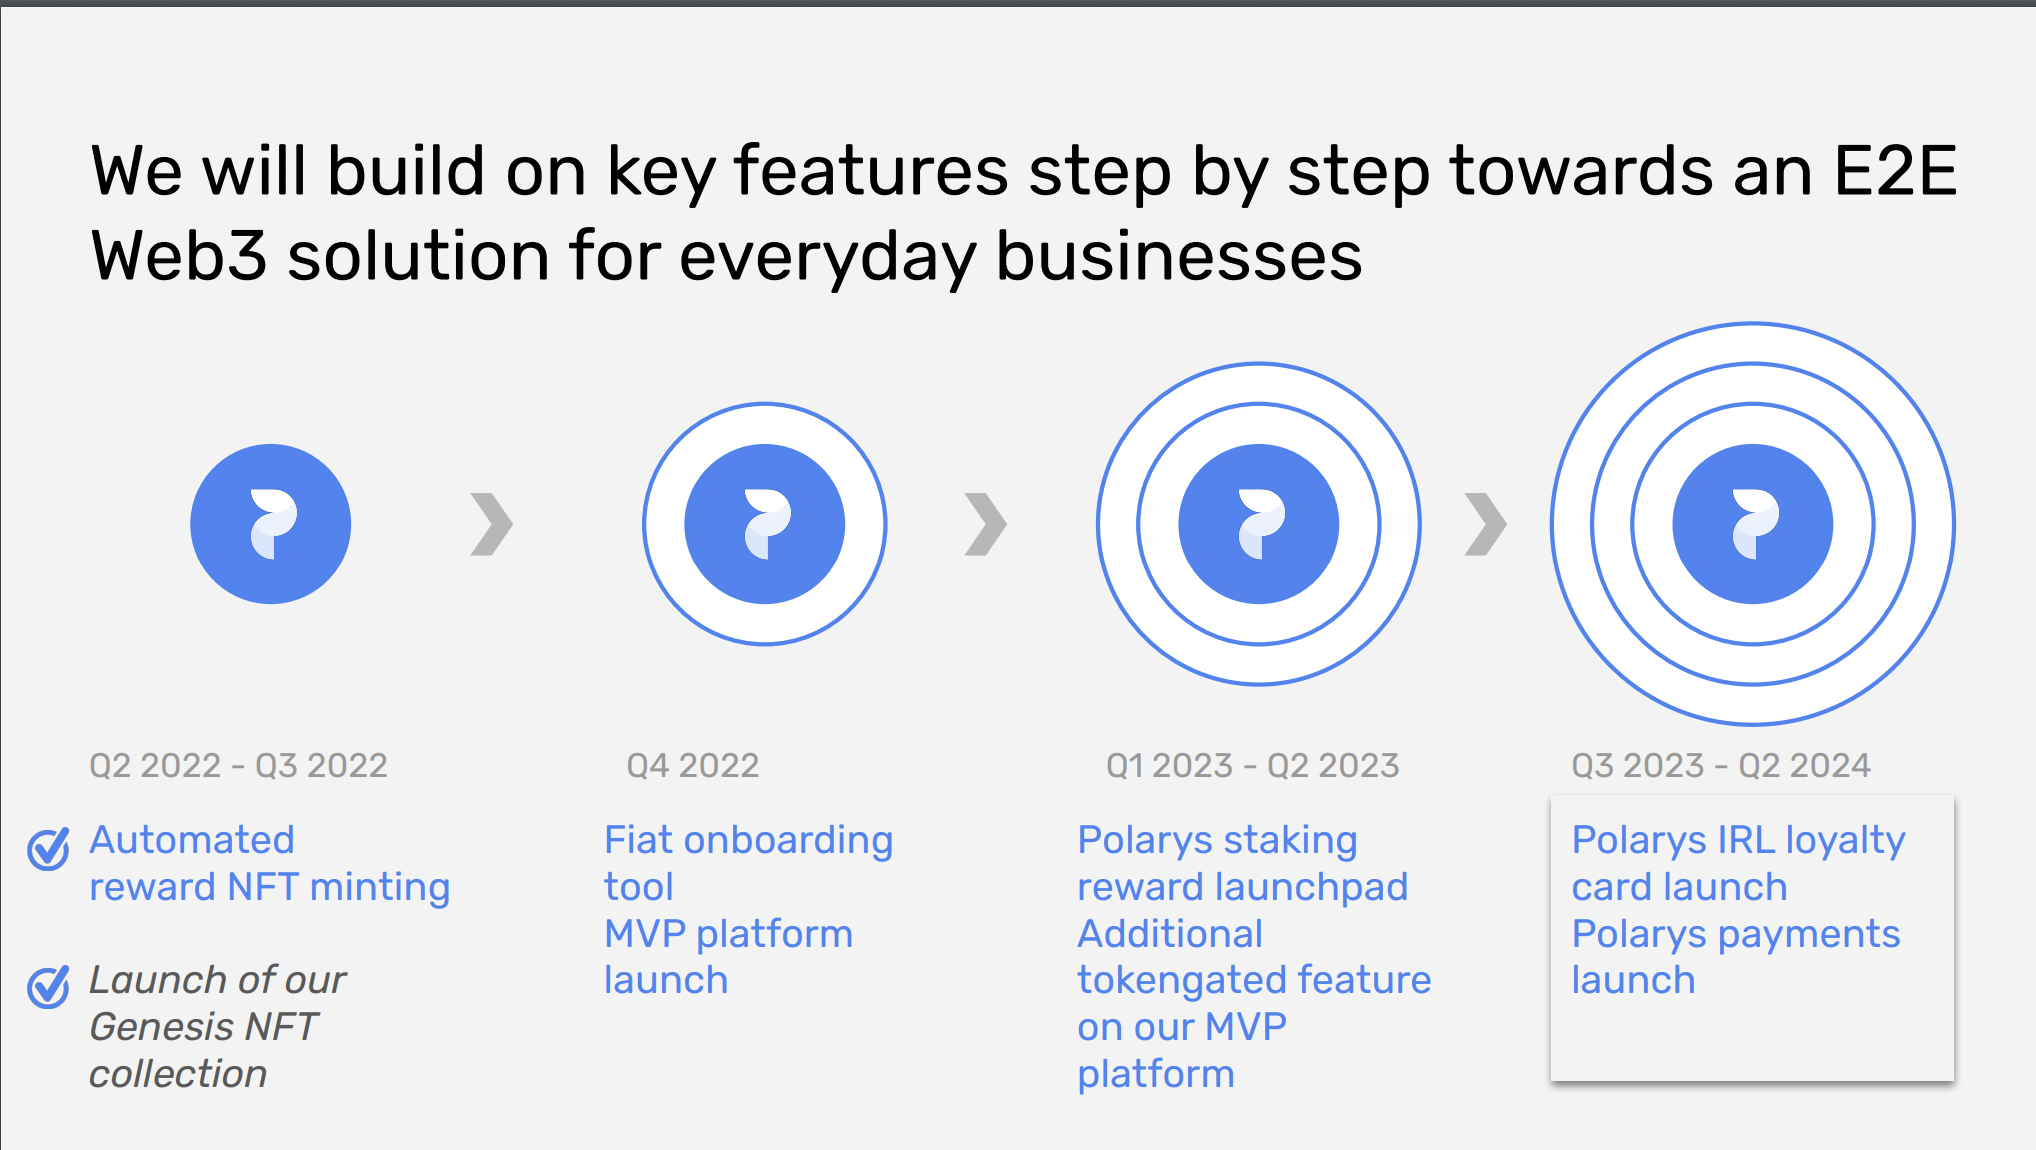 We will build on key features step by step towards an E2E
Web3 solution for everyday businesses
Q2 2022 - Q3 2022
Automated
reward NFT minting
Launch of our
Genesis NFT
collection
Q4 2022
Fiat onboarding
tool
MVP platform
launch
Q1 2023 - Q2 2023
Polarys staking
reward launchpad
Additional
tokengated feature
on our MVP
platform
Q3 2023 - Q2 2024
Polarys IRL loyalty
card launch
Polarys payments
launch